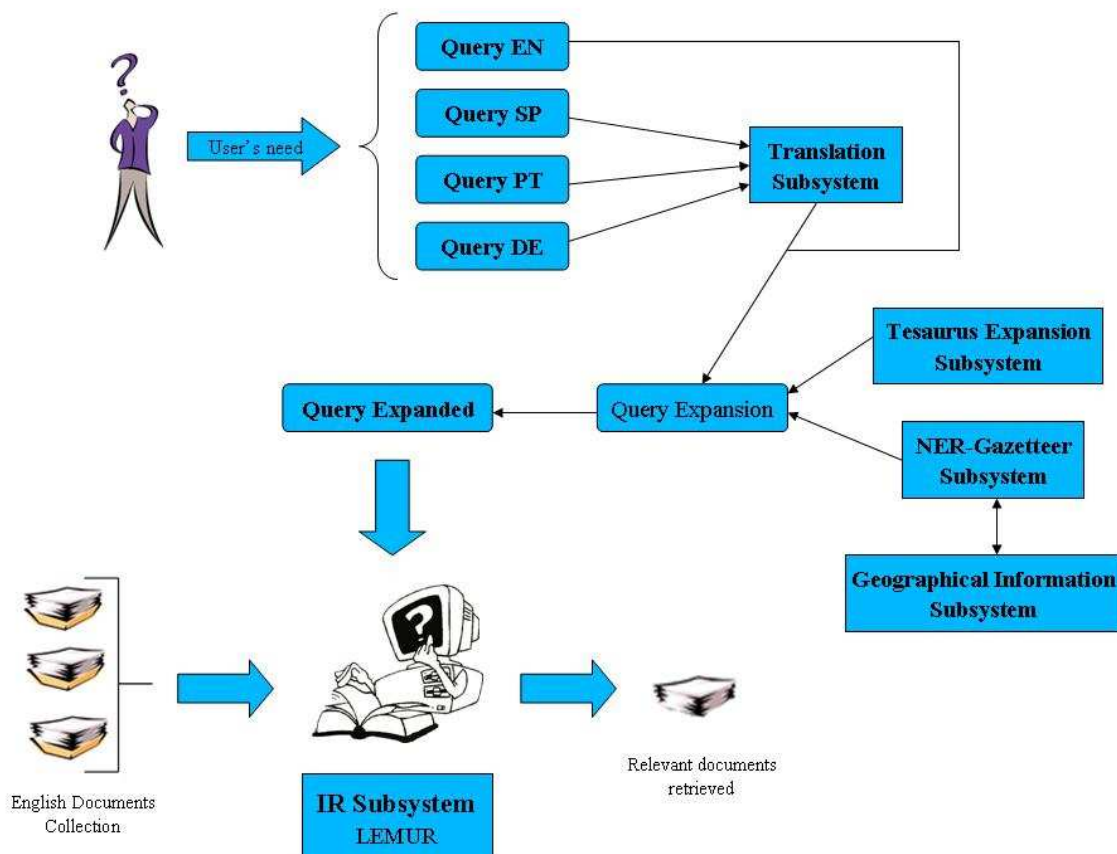 Query EN
Query SP
Query PT
Query DE
User's need
Translation
Subsystem
Tesaurus Expansion
Subsystem
Query Expanded
Query Expansion
NER-Gazetteer
Subsystem
Geographical Information
Subsystem
?
English Documents
Collection
IR Subsystem
LEMUR
Relevant documents
retrieved